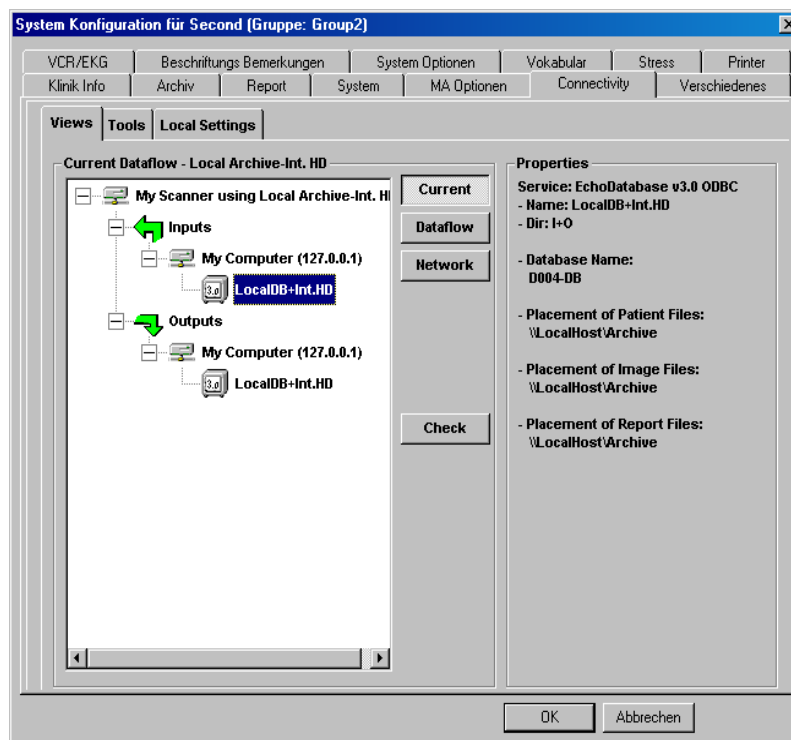 System Konfiguration für Second (Gruppe: Group2)
VCR/EKG
Beschriftungs Bemerkungen
System Optionen
Vokabular
Stress
Printer
Klinik Info
Archiv
Report
System
MA Optionen
Connectivity
Verschiedenes
Views
Tools
Local Settings
Current Dataflow - Local Archive-Int. HD
My Scanner using Local Archive-Int. H
Inputs
My Computer (127.0.0.1)
3.0
LocalDB+Int.HD
Outputs
My Computer (127.0.0.1)
3.0
LocalDB+Int.HD
Current
Dataflow
Network
Check
Properties
Service: EchoDatabase v3.0 ODBC
- Name: LocalDB+Int.HD
- Dir: I+O
- Database Name:
D004-DB
- Placement of Patient Files:
\\LocalHost\Archive
- Placement of Image Files:
\\LocalHost\Archive
- Placement of Report Files:
\\LocalHost\Archive
OK
Abbrechen